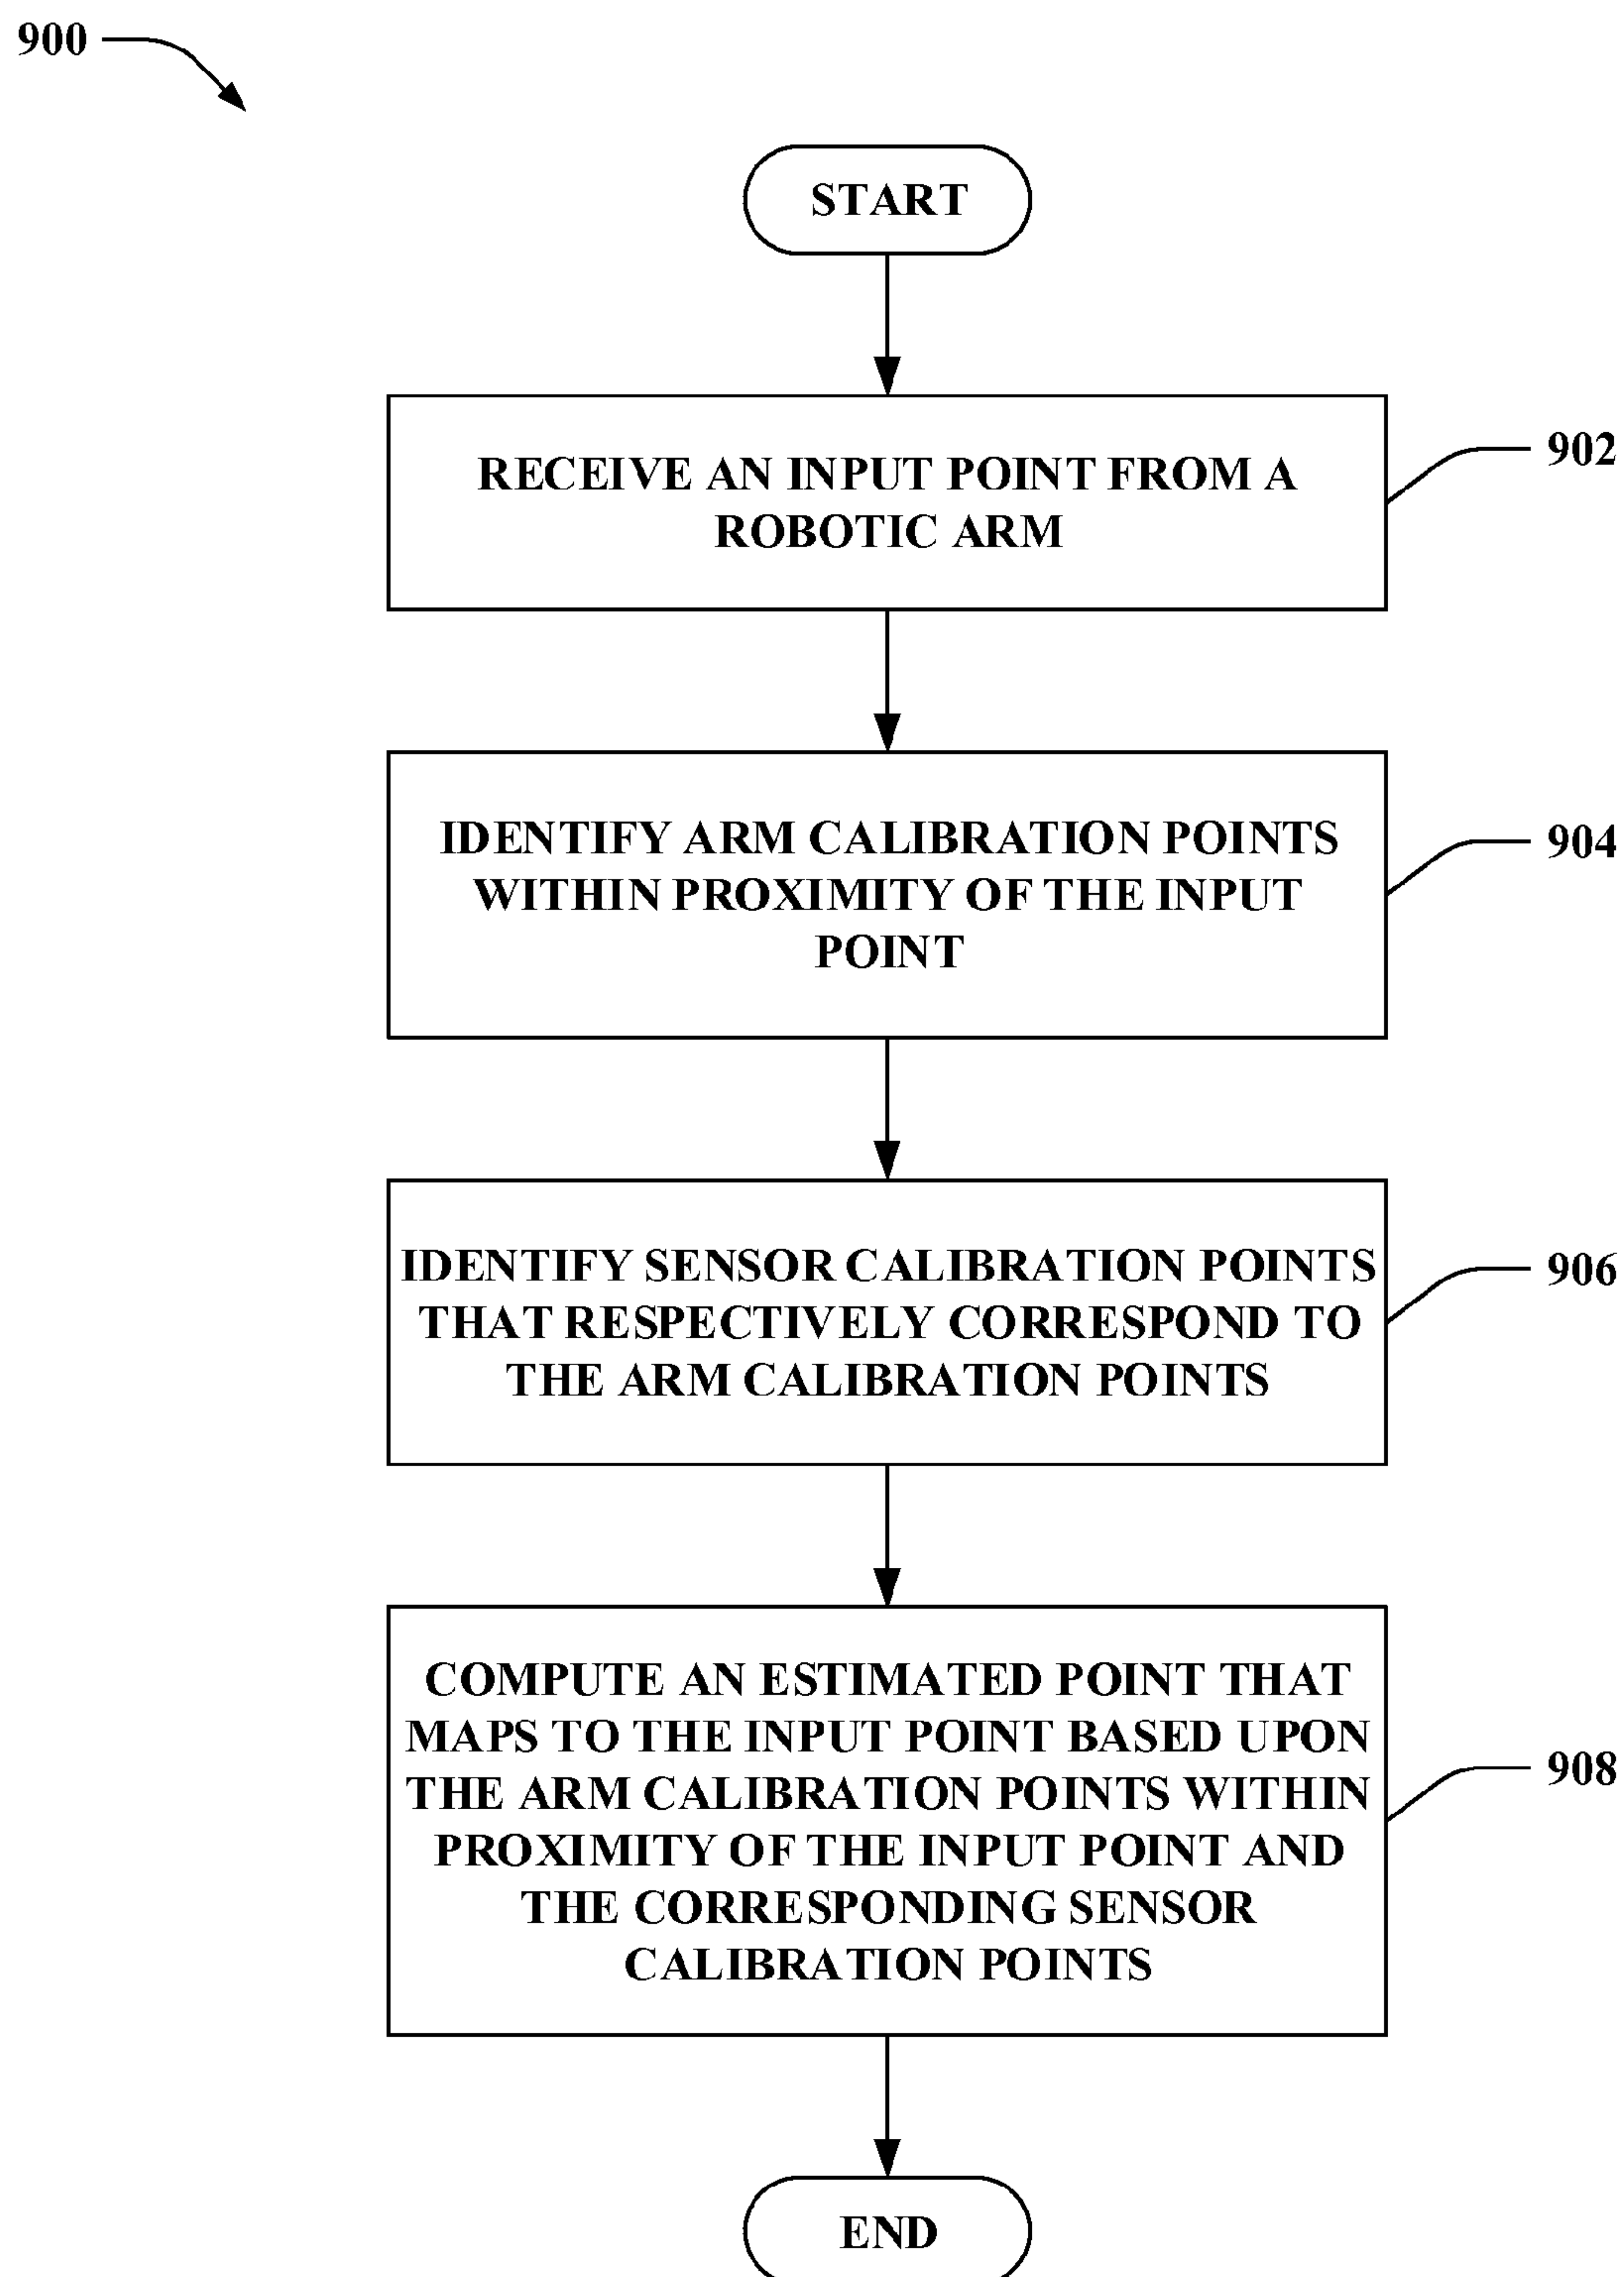 900
START
RECEIVE AN INPUT POINT FROM A
ROBOTIC ARM
902
IDENTIFY ARM CALIBRATION POINTS
WITHIN PROXIMITY OF THE INPUT
POINT
904
IDENTIFY SENSOR CALIBRATION POINTS
THAT RESPECTIVELY CORRESPOND TO
THE ARM CALIBRATION POINTS
906
COMPUTE AN ESTIMATED POINT THAT
MAPS TO THE INPUT POINT BASED UPON
THE ARM CALIBRATION POINTS WITHIN
PROXIMITY OF THE INPUT POINT AND
THE CORRESPONDING SENSOR
CALIBRATION POINTS
908
END